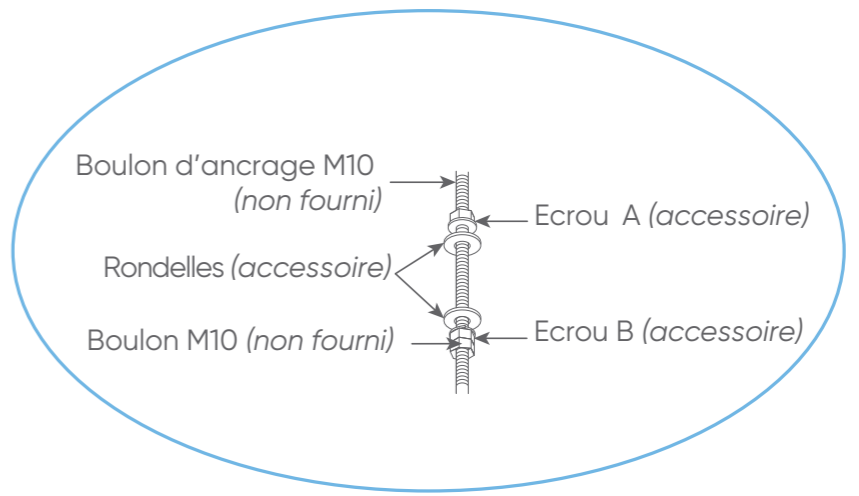 Boulon d'ancrage M10
(non fourni)
Ecrou A (accessoire)
Rondelles (accessoire)
Boulon M10 (non fourni)
Ecrou B (accessoire)